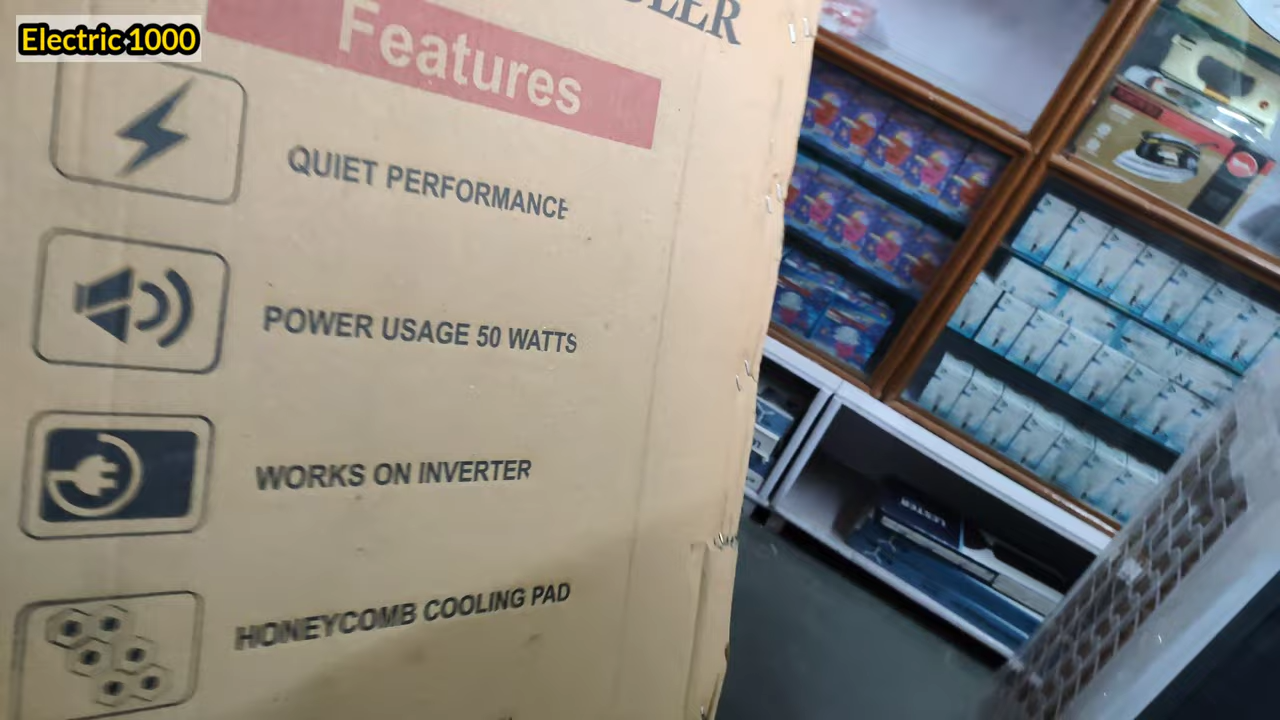 Electric 1000
Features
QUIET PERFORMANCE
POWER USAGE 50 WATTS
WORKS ON INVERTER
HONEYCOMB COOLING PAD